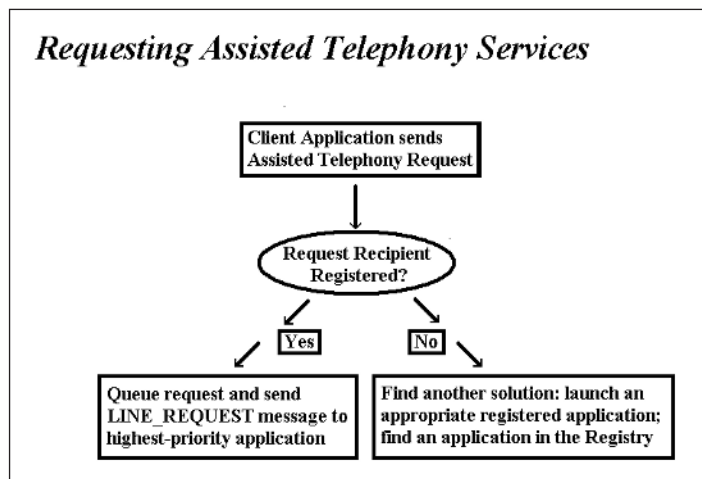 Requesting Assisted Telephony Services
Client Application sends
Assisted Telephony Request
Request Recipient
Registered?
Yes
No
Queue request and send
LINE_REQUEST message to
highest-priority application
Find another solution: launch an
appropriate registered application;
find an application in the Registry